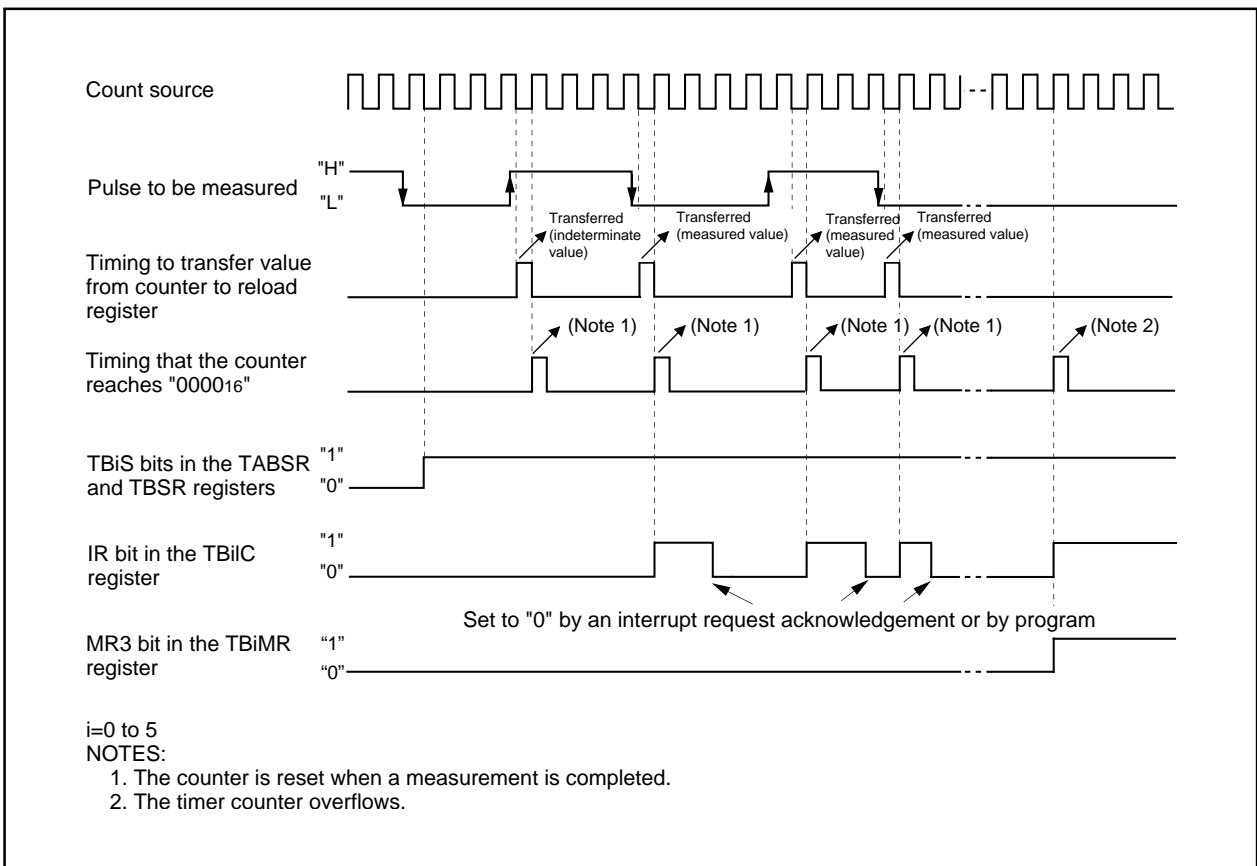 Count source
Pulse to be measured
"H"
"L"
Transferred
(indeterminate
value)
Transferred
(measured value)
Transferred
(measured
value)
Transferred
(measured value)
Timing to transfer value
from counter to reload
register
(Note 1)
(Note 1)
(Note 1)
(Note 1)
(Note 2)
Timing that the counter
reaches "000016"
TBiS bits in the TABSR
and TBSR registers
"1"
"0"
IR bit in the TBiIC
register
"1"
"0"
Set to "0" by an interrupt request acknowledgement or by program
MR3 bit in the TBiMR
register
“1”
“0”
i=0 to 5
NOTES:
1. The counter is reset when a measurement is completed.
2. The timer counter overflows.